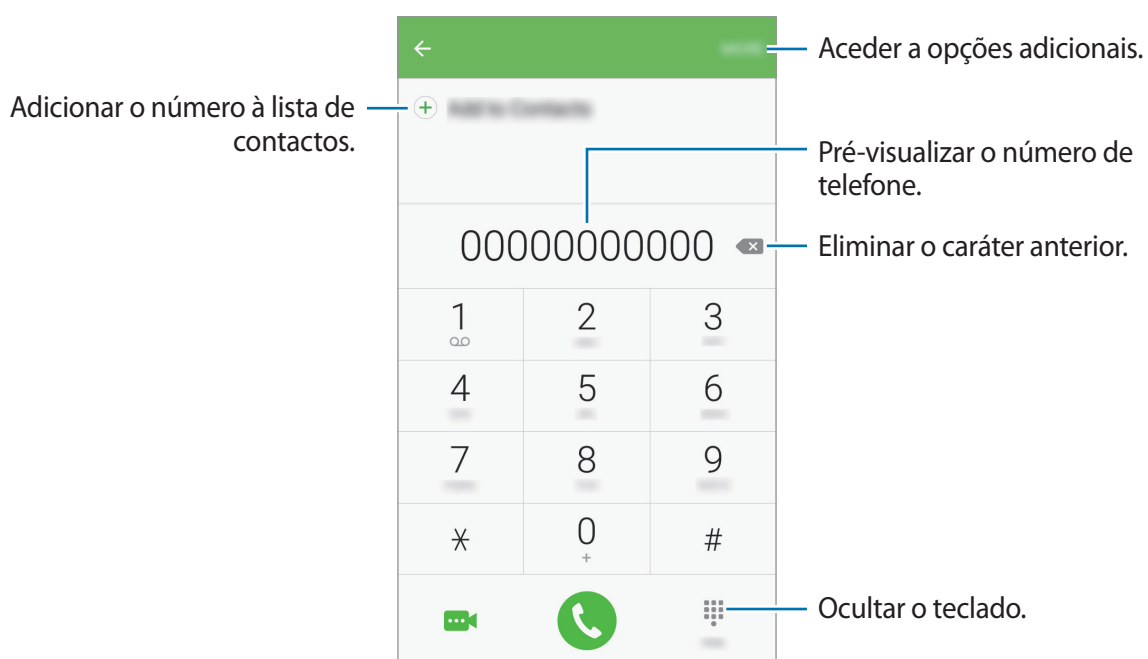 Aceder a opções adicionais.
Adicionar o número à lista de
contactos.
Pré-visualizar o número de
telefone.
00000000000
Eliminar o caráter anterior.
1 2 3
4 5 6
7 8 9
* 0 #
+
Ocultar o teclado.